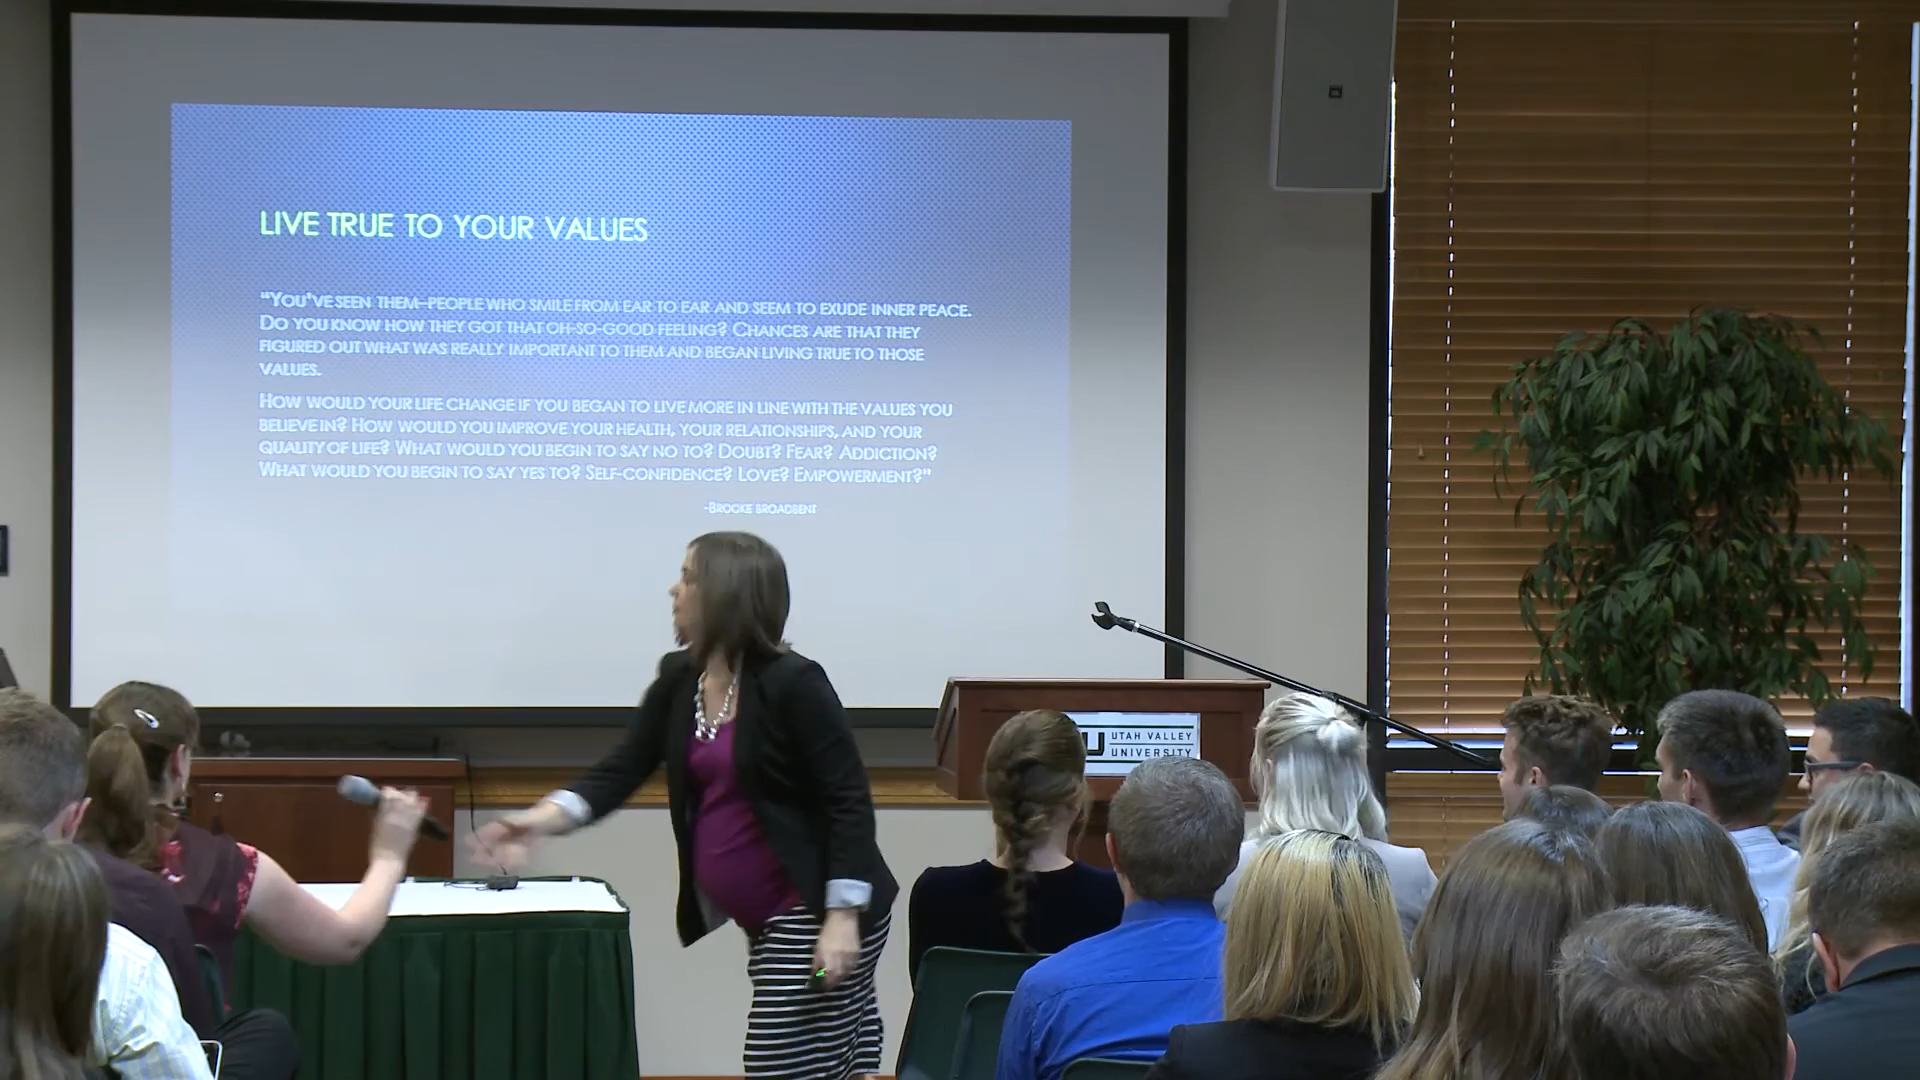 LIVE TRUE TO YOUR VALUES
“YOU’VE SEEN THEM–PEOPLE WHO SMILE FROM EAR TO EAR AND SEEM TO EXUDE INNER PEACE.
DO YOU KNOW HOW THEY GOT THAT OH-SO-GOOD FEELING? CHANCES ARE THAT THEY
FIGURED OUT WHAT WAS REALLY IMPORTANT TO THEM AND BEGAN LIVING TRUE TO THOSE
VALUES.
HOW WOULD YOUR LIFE CHANGE IF YOU BEGAN TO LIVE MORE IN LINE WITH THE VALUES YOU
BELIEVE IN? HOW WOULD YOU IMPROVE YOUR HEALTH, YOUR RELATIONSHIPS, AND YOUR
QUALITY OF LIFE? WHAT WOULD YOU BEGIN TO SAY NO TO? DOUBT? FEAR? ADDICTION?
WHAT WOULD YOU BEGIN TO SAY YES TO? SELF-CONFIDENCE? LOVE? EMPOWERMENT?”
-BROOKE BROADBENT
UTAH VALLEY
UNIVERSITY